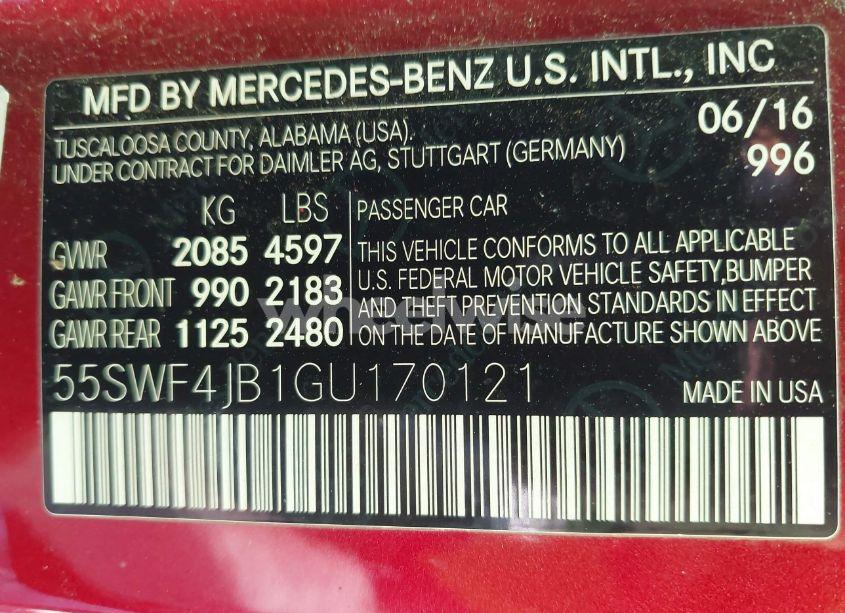 MFD BY MERCEDES-BENZ U.S. INTL., INC
TUSCALOOSA COUNTY, ALABAMA (USA). 06/16
UNDER CONTRACT FOR DAIMLER AG, STUTTGART (GERMANY) 996
KG LBS PASSENGER CAR
GVWR 2085 4597 THIS VEHICLE CONFORMS TO ALL APPLICABLE
GAWR FRONT 990 2183 U.S. FEDERAL MOTOR VEHICLE SAFETY,BUMPER
AND THEFT PREVENTION STANDARDS IN EFFECT
GAWR REAR 1125 2480 ON THE DATE OF MANUFACTURE SHOWN ABOVE
wheelwise
55SWF4JB1GU170121 MADE IN USA